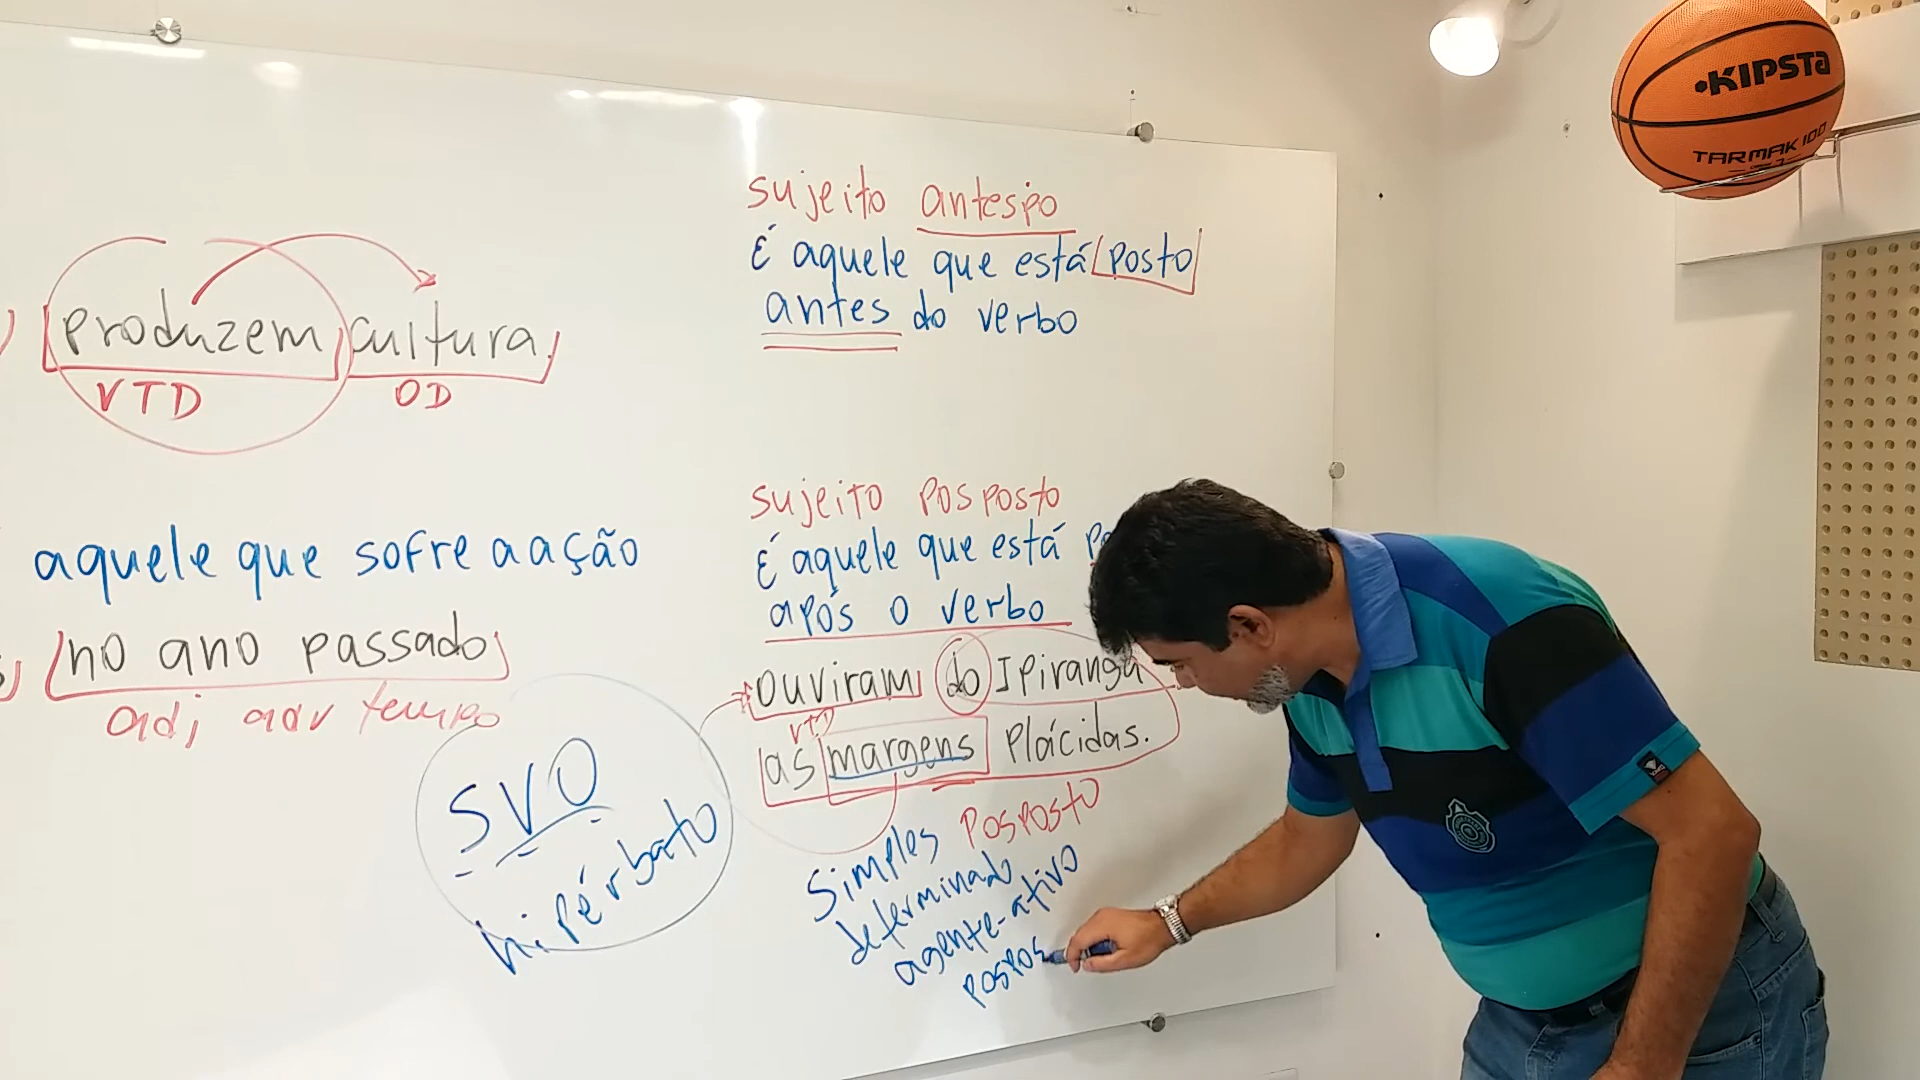 produzem cultura.
VTD OD
aquele que sofre a ação
no ano passado
adj adv tempo
SVO
hipérbato
sujeito antespo
É aquele que está posto
antes do verbo
sujeito posposto
É aquele que está
após o verbo
ouviram do Ipiranga
VTD
as margens Plácidas.
Posposto
Simples
determinado
agente-ativo
pospos
KIPSTA
TARMAK 100